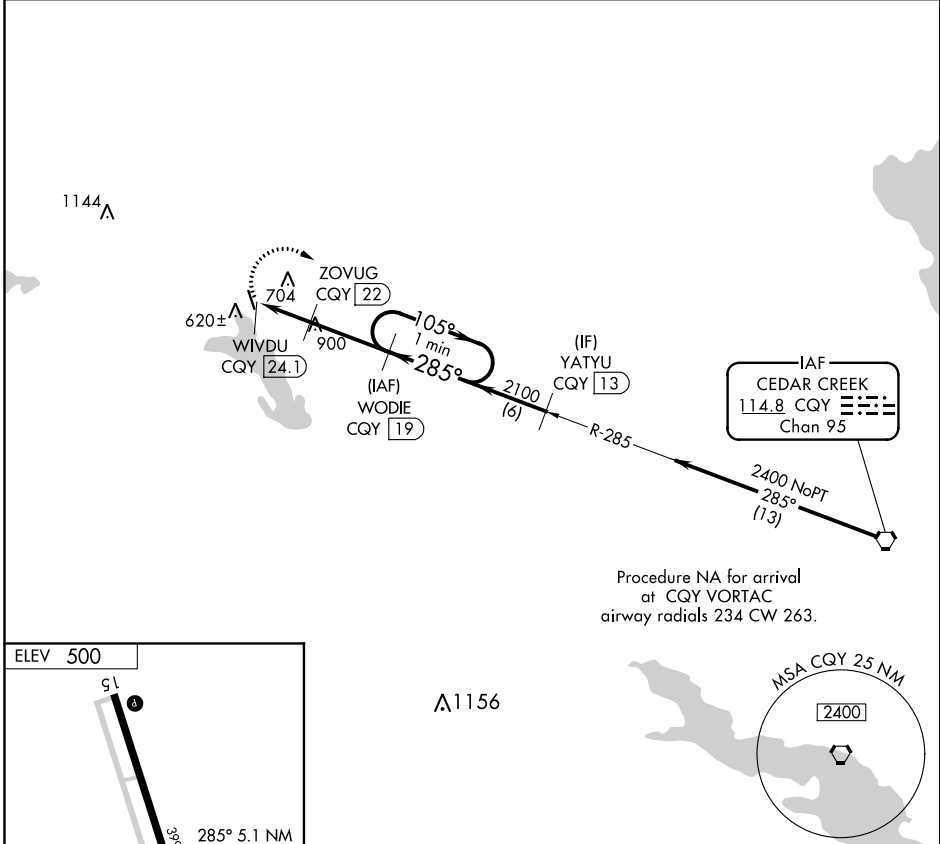 1144
ZOVUG
CQY 22
704
620±
900
WIVDU
CQY 24.1
105°
1 min
285°
(IAF)
WODIE
CQY 19
2100
(6)
(IF)
YATYU
CQY 13
R-285
IAF
CEDAR CREEK
114.8 CQY
Chan 95
2400 NoPT
285°
(13)
Procedure NA for arrival
at CQY VORTAC
airway radials 234 CW 263.
ELEV 500
15
P
285° 5.1 NM
1156
MSA CQY 25 NM
2400